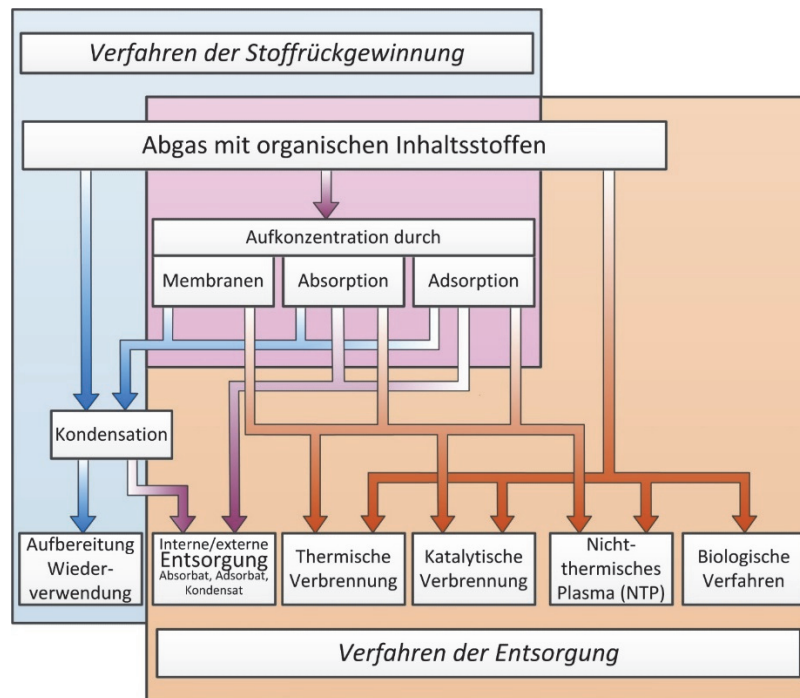 Verfahren der Stoffrückgewinnung
Abgas mit organischen Inhaltsstoffen
Aufkonzentration durch
Membranen
Absorption
Adsorption
Kondensation
Aufbereitung
Wieder-
verwendung
Interne/externe
Entsorgung
Absorbat, Adsorbat,
Kondensat
Thermische
Verbrennung
Katalytische
Verbrennung
Nicht-
thermisches
Plasma (NTP)
Biologische
Verfahren
Verfahren der Entsorgung